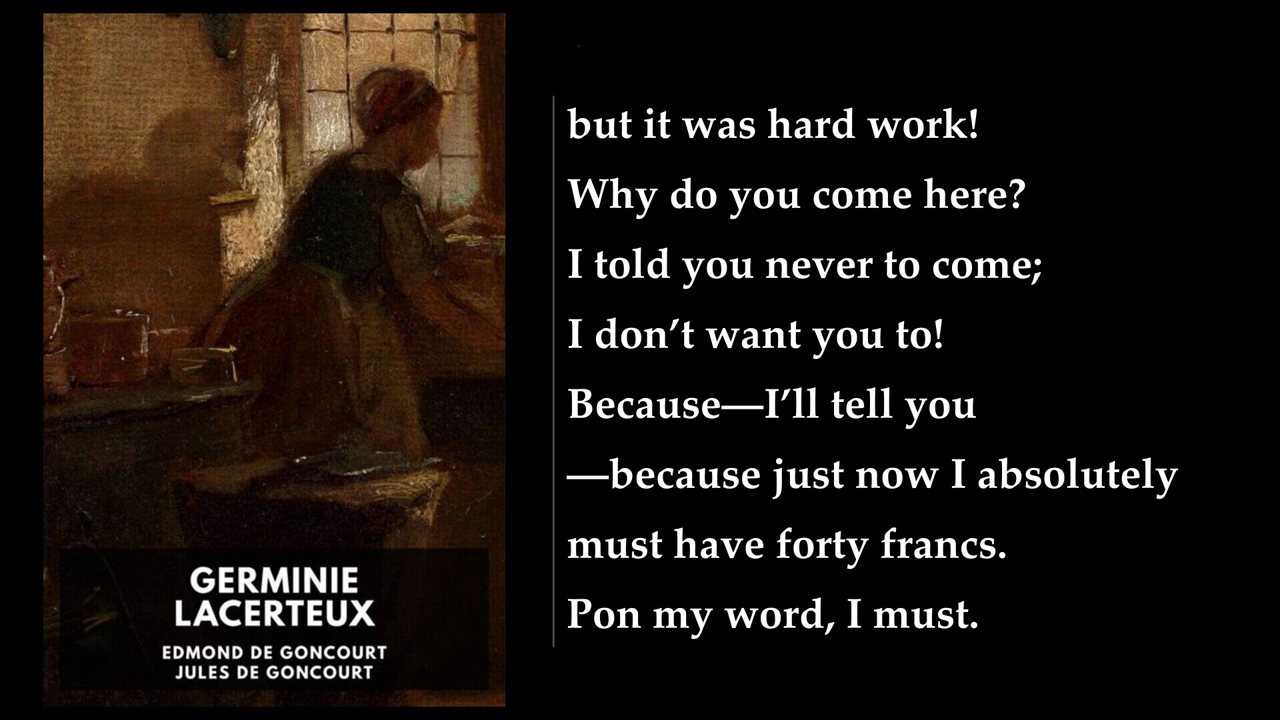 GERMINIE
LACERTEUX
EDMOND DE GONCOURT
JULES DE GONCOURT
but it was hard work!
Why do you come here?
I told you never to come;
I don’t want you to!
Because—I’ll tell you
—because just now I absolutely
must have forty francs.
Pon my word, I must.